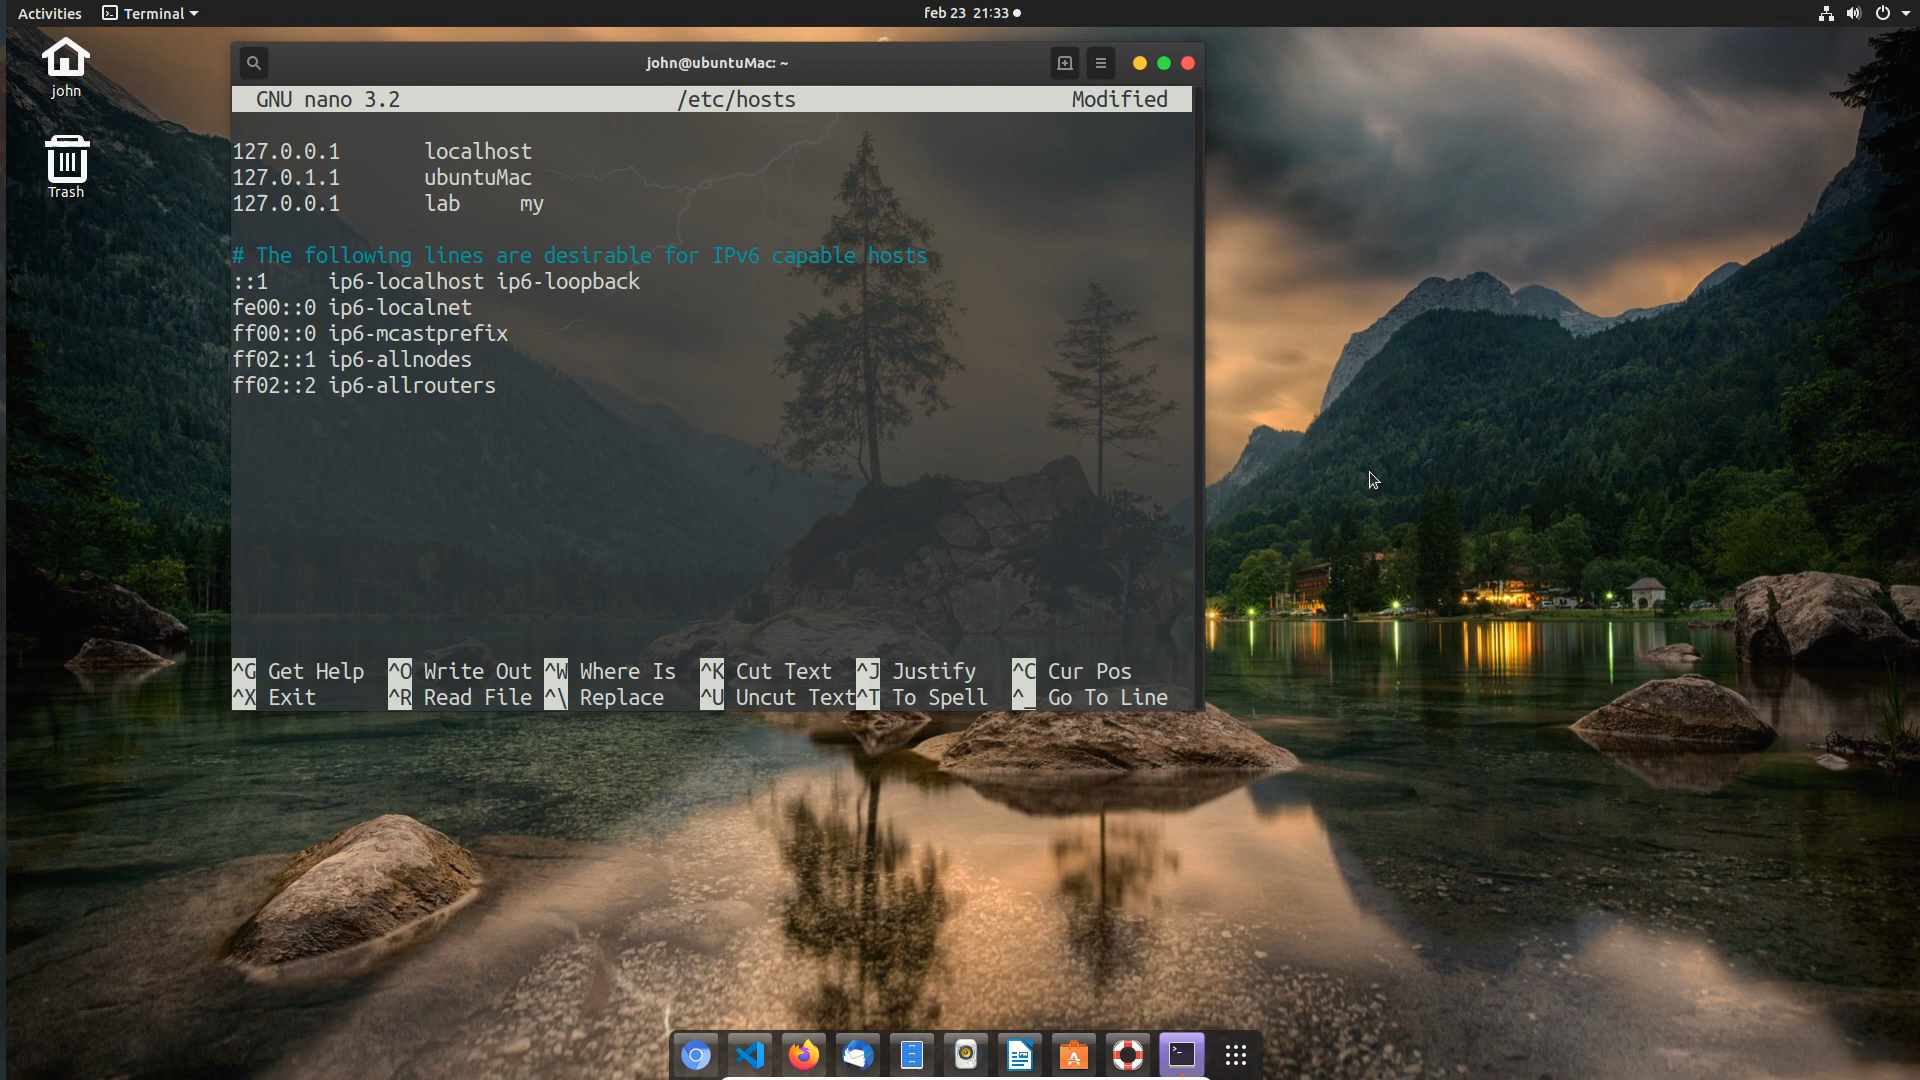 Activities Terminal feb 23 21:33
john
Trash
john@ubuntuMac: ~
GNU nano 3.2 /etc/hosts Modified
127.0.0.1 localhost
127.0.1.1 ubuntuMac
127.0.0.1 lab my
# The following lines are desirable for IPv6 capable hosts
::1 ip6-localhost ip6-loopback
fe00::0 ip6-localnet
ff00::0 ip6-mcastprefix
ff02::1 ip6-allnodes
ff02::2 ip6-allrouters
^G Get Help ^O Write Out ^W Where Is ^K Cut Text ^J Justify ^C Cur Pos
^X Exit ^R Read File ^\ Replace ^U Uncut Text ^T To Spell ^_ Go To Line